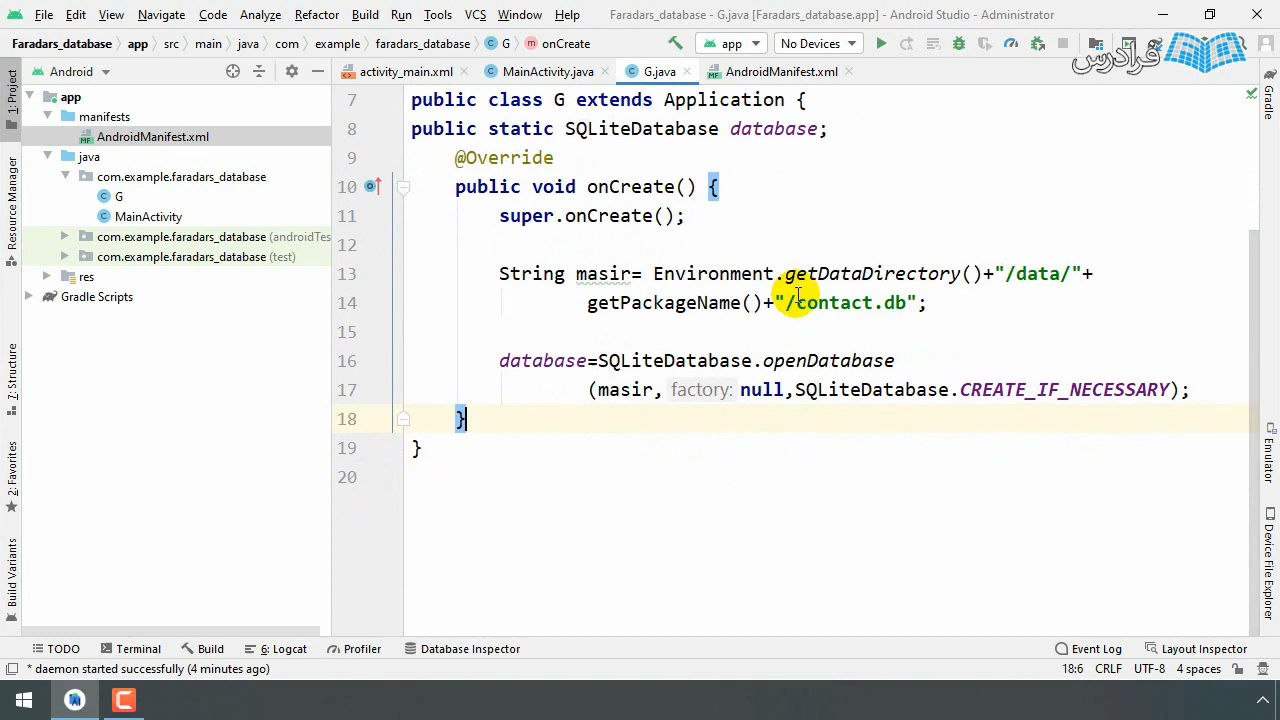 File Edit View Navigate Code Analyze Refactor Build Run Tools VCS Window Help Faradars_database - G.java [Faradars_database.app] - Android Studio - Administrator
Faradars_database app src main java com example faradars_database G onCreate app No Devices
فرادرس
Android activity_main.xml MainActivity.java G.java AndroidManifest.xml
app
manifests
AndroidManifest.xml
java
com.example.faradars_database
G
MainActivity
com.example.faradars_database (androidTes
com.example.faradars_database (test)
res
Gradle Scripts
1: Project
Resource Manager
7: Structure
2: Favorites
Build Variants
7 public class G extends Application {
8 public static SQLiteDatabase database;
9 @Override
10 public void onCreate() {
11 super.onCreate();
12
13 String masir= Environment.getDataDirectory()+"/data/"+
14 getPackageName()+"/contact.db";
15
16 database=SQLiteDatabase.openDatabase
17 (masir, factory: null,SQLiteDatabase.CREATE_IF_NECESSARY);
18 }
19 }
20
Gradle
Emulator
Device File Explorer
TODO Terminal Build 6: Logcat Profiler Database Inspector Event Log Layout Inspector
* daemon started successfully (4 minutes ago) 18:6 CRLF UTF-8 4 spaces